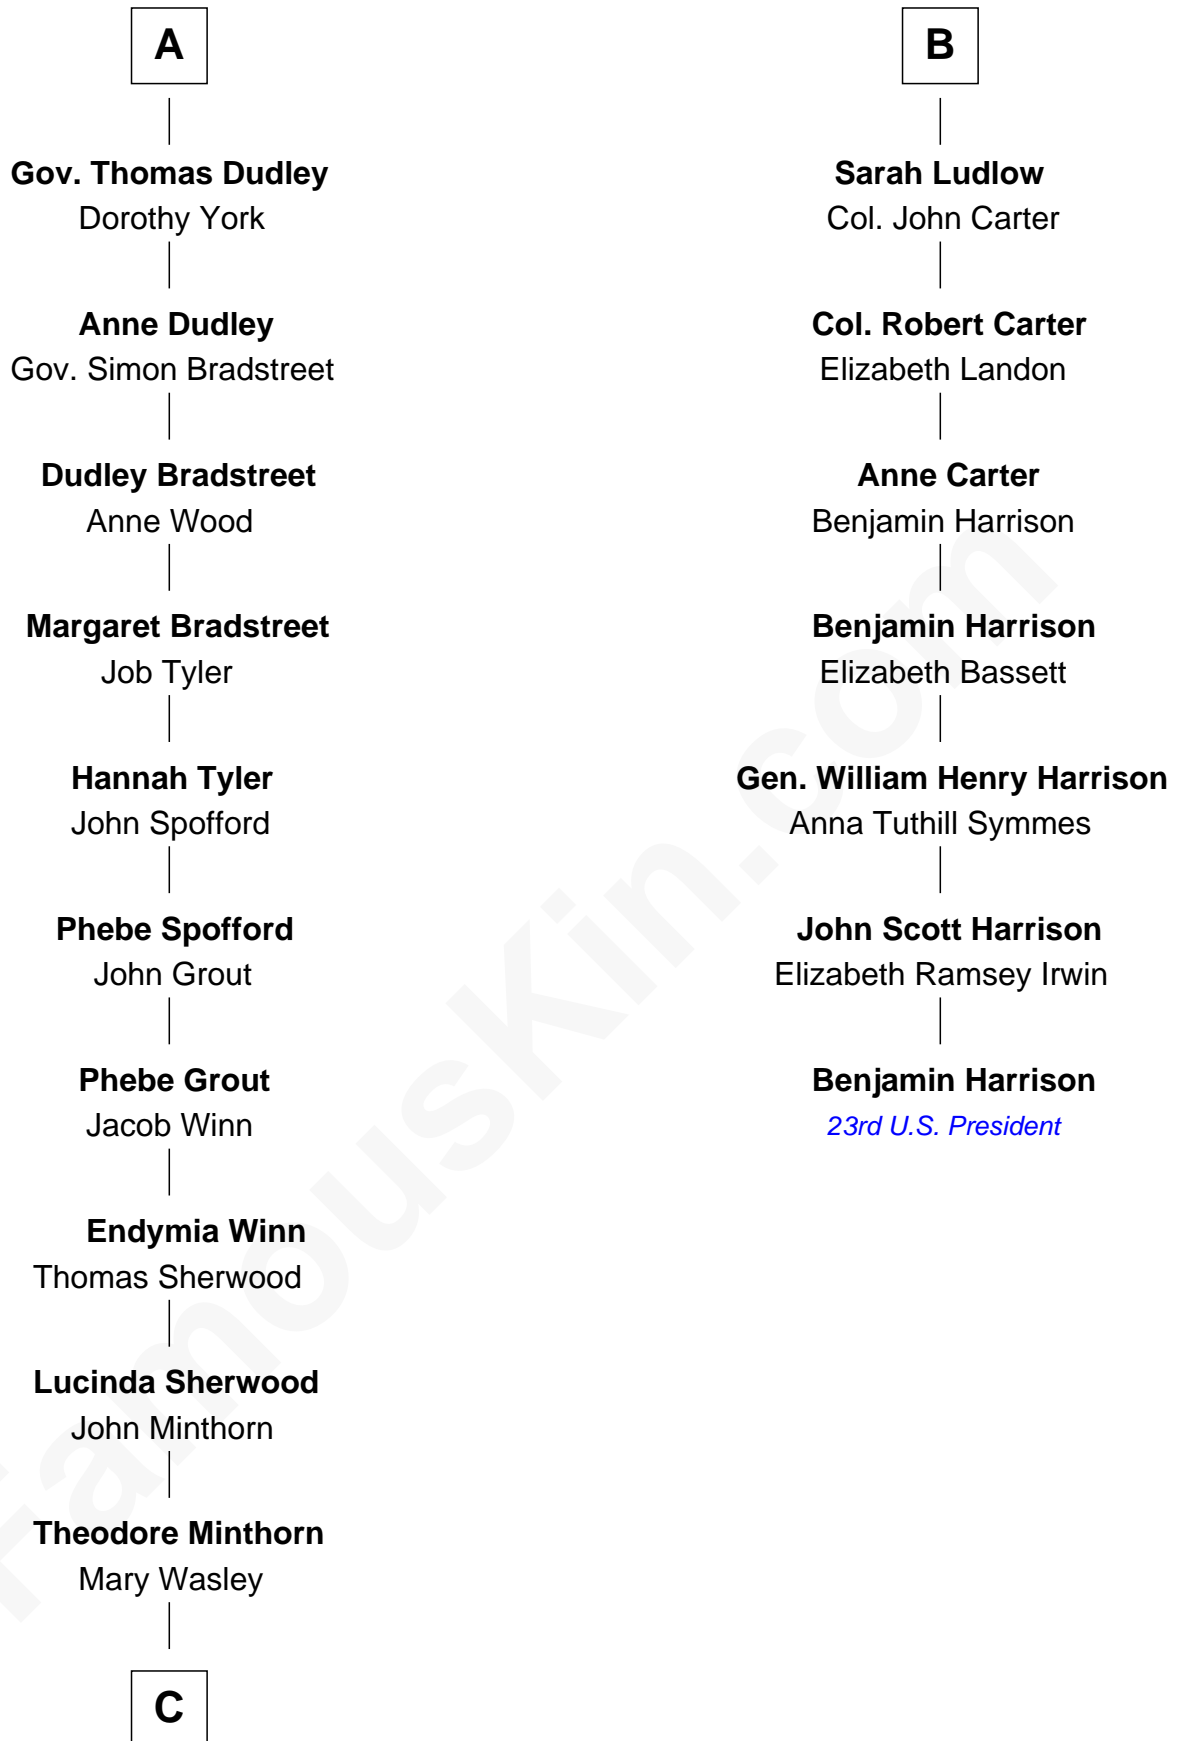 A
Gov. Thomas Dudley
Dorothy York
Anne Dudley
Gov. Simon Bradstreet
Dudley Bradstreet
Anne Wood
Margaret Bradstreet
Job Tyler
Hannah Tyler
John Spofford
Phebe Spofford
John Grout
Phebe Grout
Jacob Winn
Endymia Winn
Thomas Sherwood
Lucinda Sherwood
John Minthorn
Theodore Minthorn
Mary Wasley
C
B
Sarah Ludlow
Col. John Carter
Col. Robert Carter
Elizabeth Landon
Anne Carter
Benjamin Harrison
Benjamin Harrison
Elizabeth Bassett
Gen. William Henry Harrison
Anna Tuthill Symmes
John Scott Harrison
Elizabeth Ramsey Irwin
Benjamin Harrison
23rd U.S. President
FamousKin.com